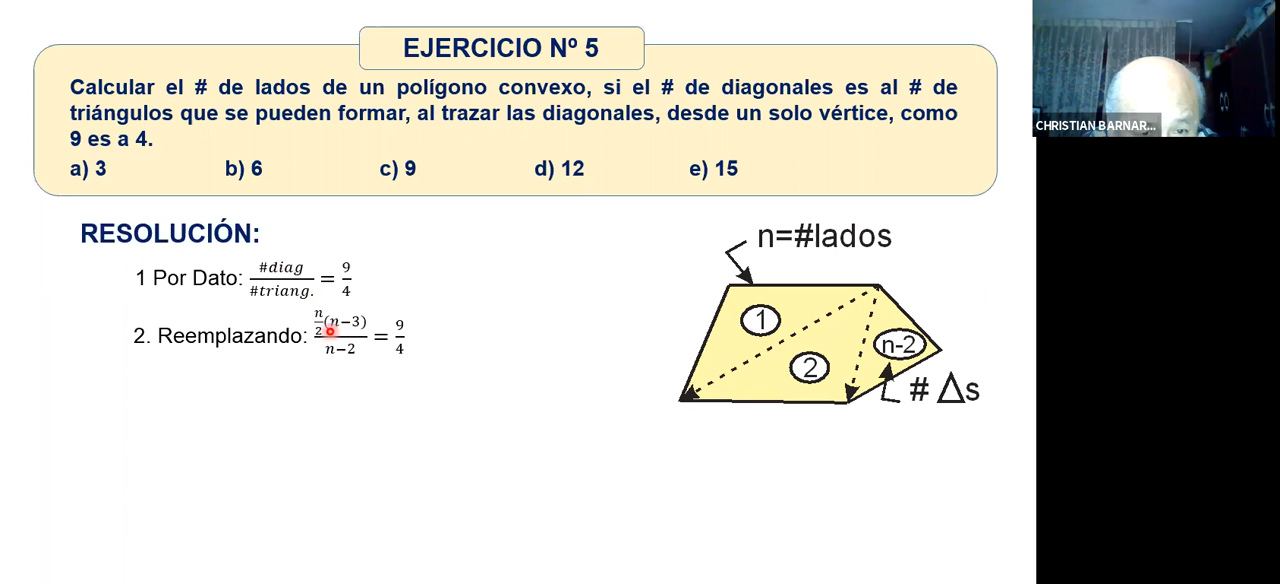 EJERCICIO Nº 5
Calcular el # de lados de un polígono convexo, si el # de diagonales es al # de
triángulos que se pueden formar, al trazar las diagonales, desde un solo vértice, como
9 es a 4.
a) 3 b) 6 c) 9 d) 12 e) 15
CHRISTIAN BARNAR...
RESOLUCIÓN:
1 Por Dato: #diag/#triang. = 9/4
2. Reemplazando: n/2(n−3)/n−2 = 9/4
n=#lados
1
2
n-2
# Δs